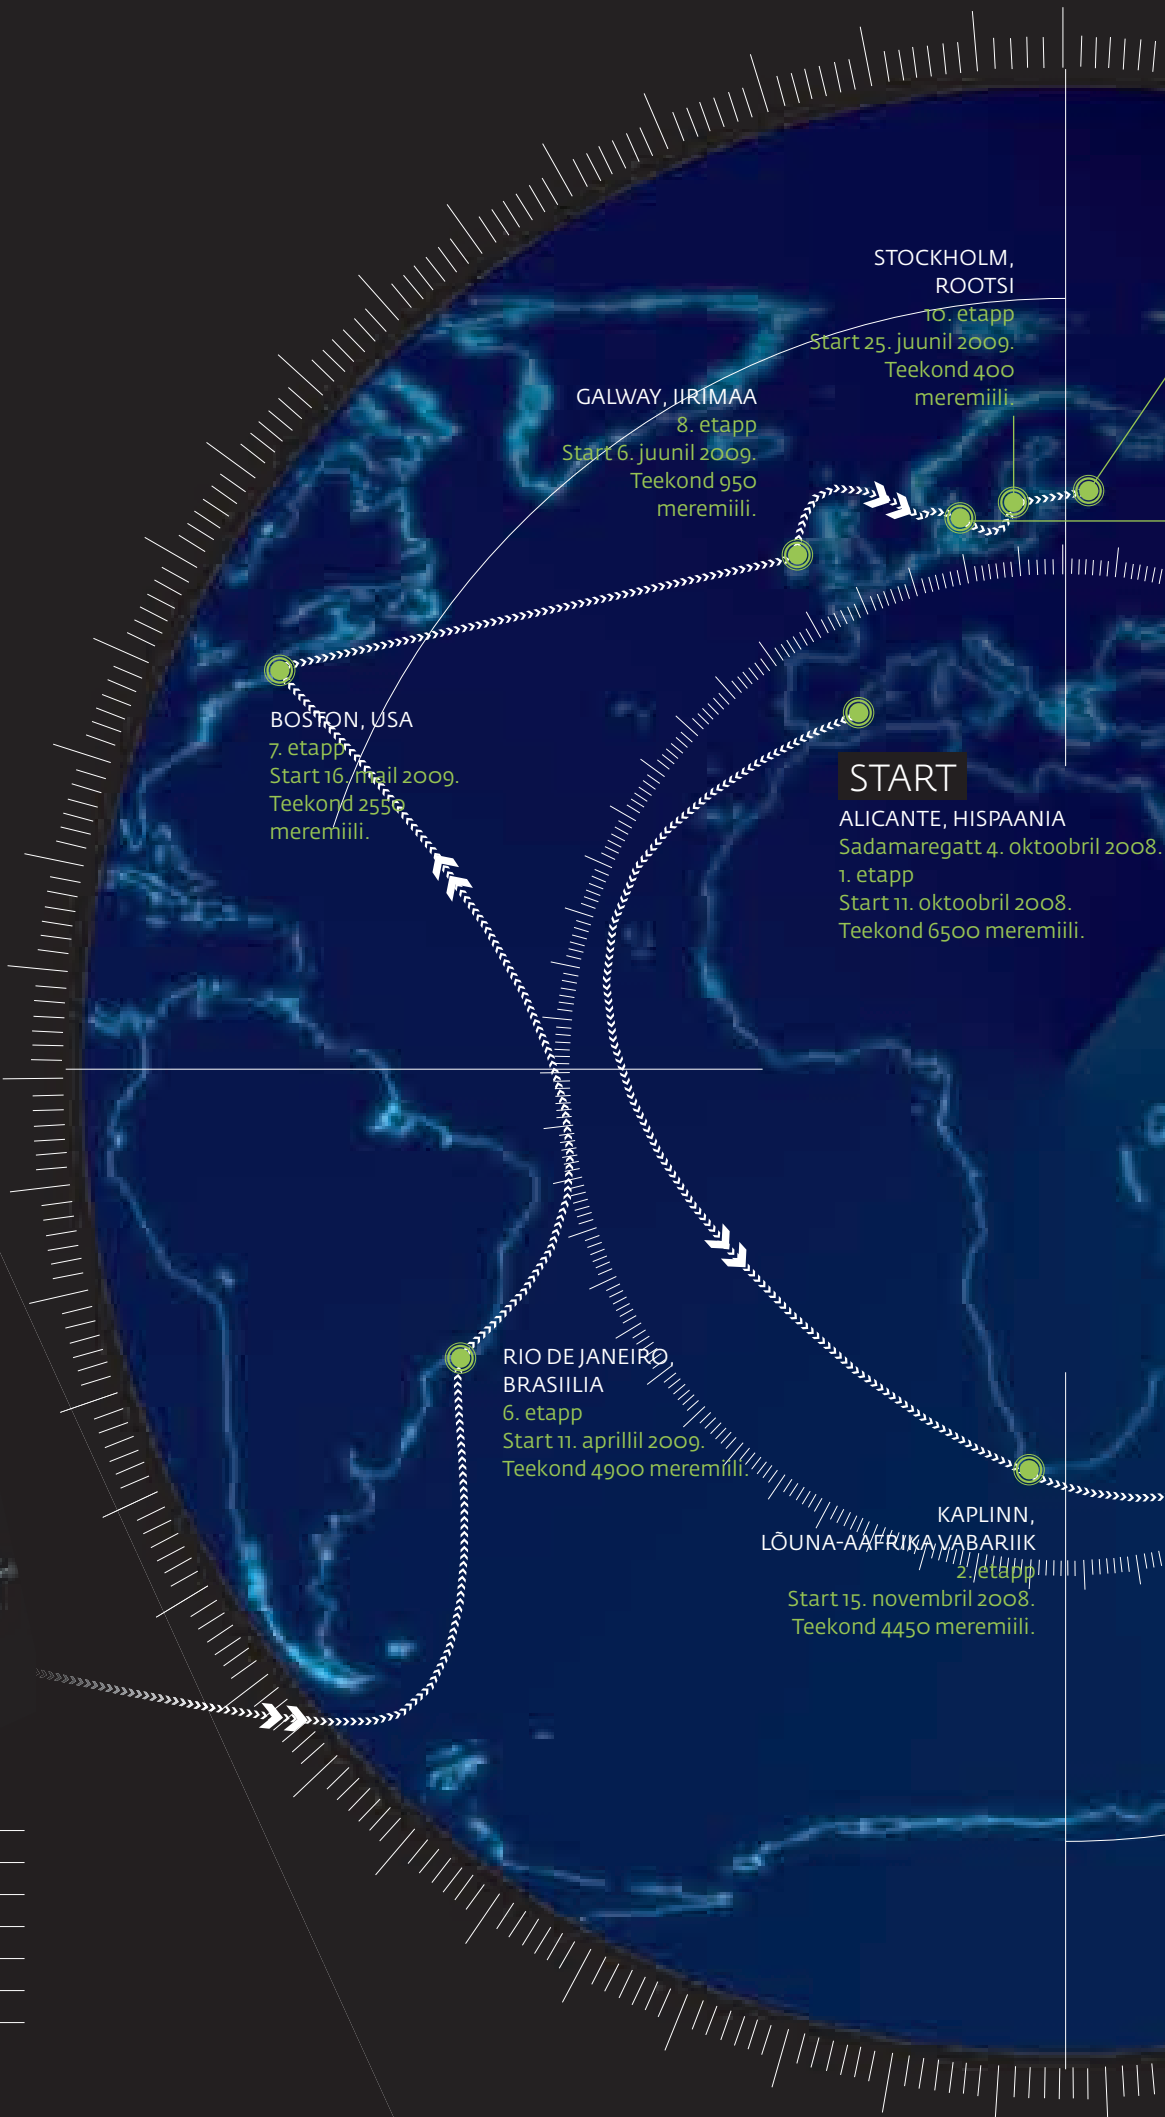 STOCKHOLM,
ROOTSI
10. etapp
Start 25. juunil 2009.
Teekond 400
meremiili.
GALWAY, IIRIMAA
8. etapp
Start 6. juunil 2009.
Teekond 950
meremiili.
BOSTON, USA
7. etapp
Start 16. mail 2009.
Teekond 2550
meremiili.
START
ALICANTE, HISPAANIA
Sadamaregatt 4. oktoobril 2008.
1. etapp
Start 11. oktoobril 2008.
Teekond 6500 meremiili.
RIO DE JANEIRO,
BRASIILIA
6. etapp
Start 11. aprillil 2009.
Teekond 4900 meremiili.
KAPLINN,
LÕUNA-AAFRIKA VABARIIK
2. etapp
Start 15. novembril 2008.
Teekond 4450 meremiili.